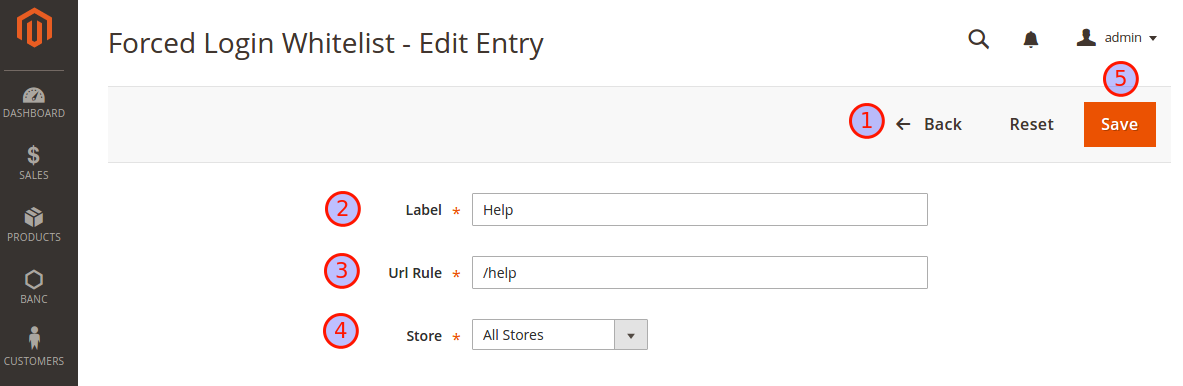 Forced Login Whitelist - Edit Entry
admin
5
1
← Back
Reset
Save
DASHBOARD
$
SALES
PRODUCTS
BANC
CUSTOMERS
2 Label * Help
3 Url Rule * /help
4 Store * All Stores